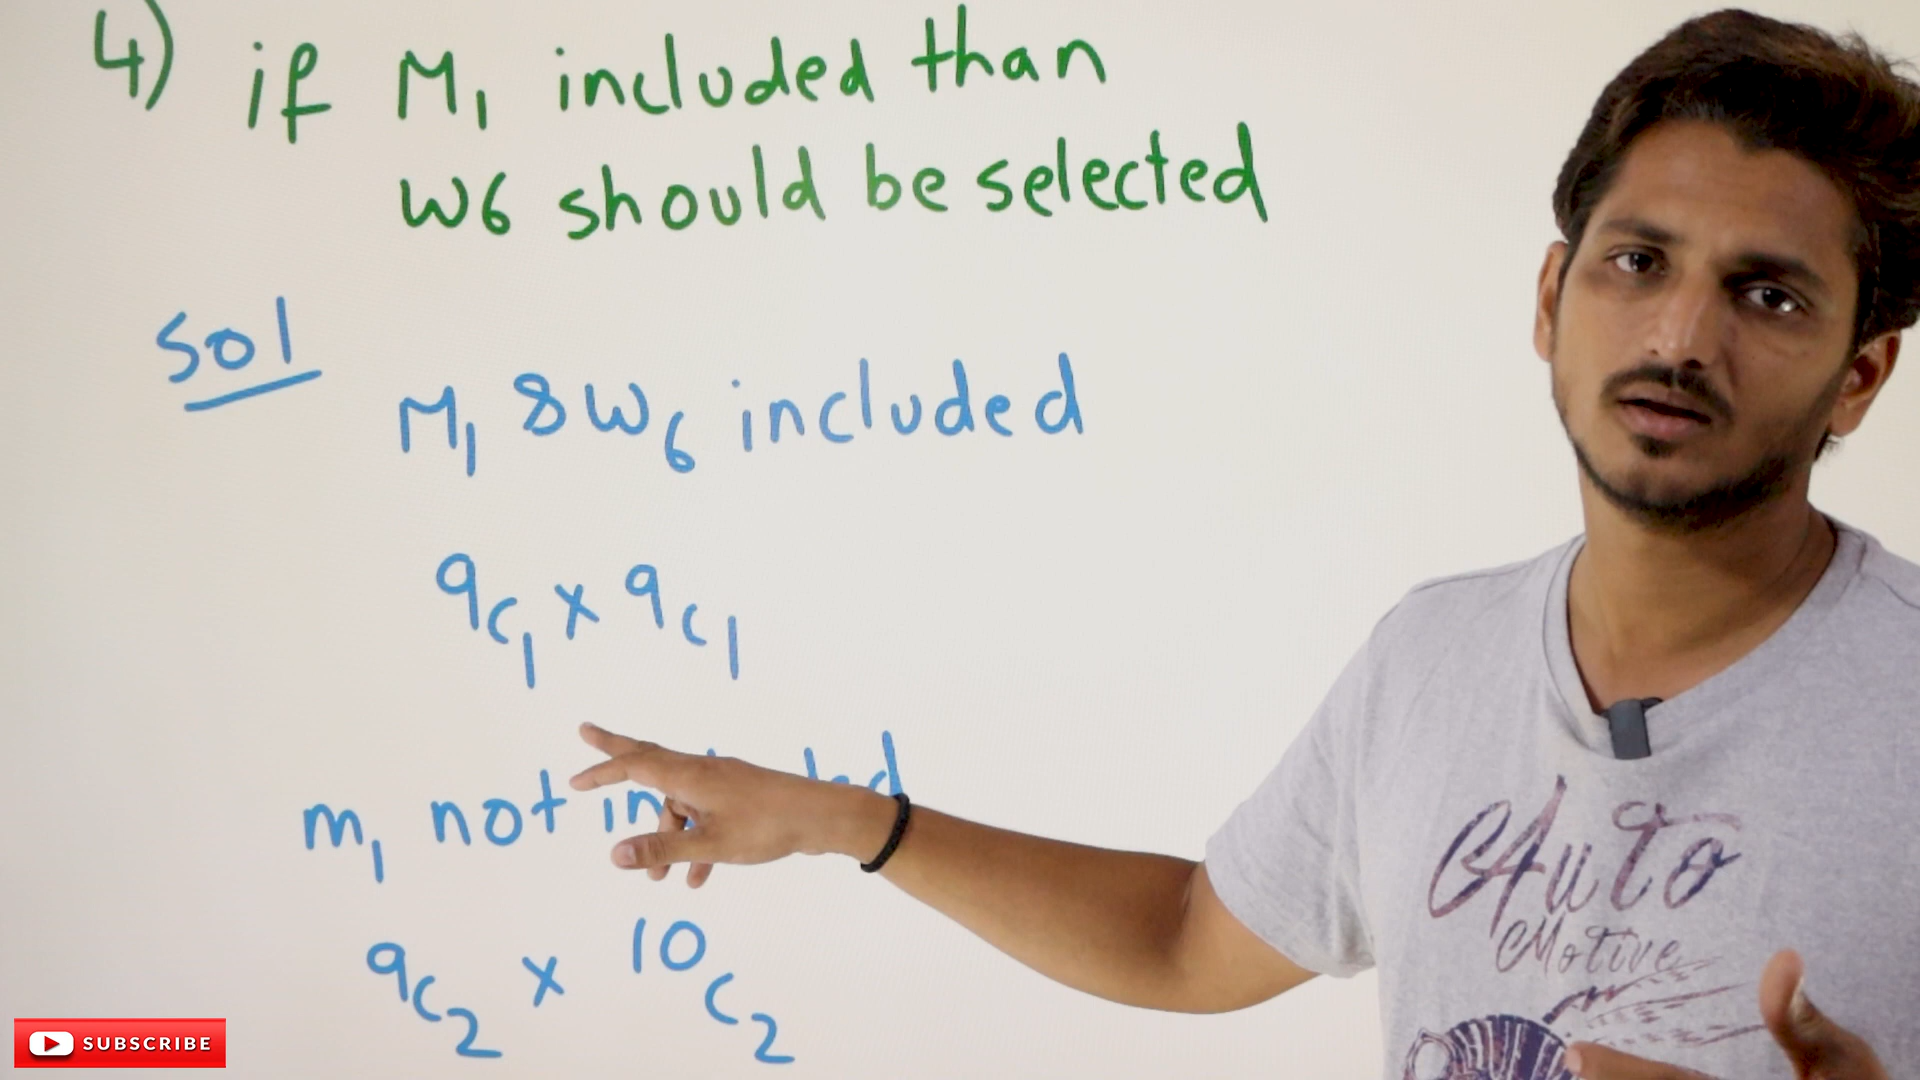 4) if M1 included than
W6 should be selected
Sol
M1 & W6 included
9C1 x 9C1
m1 not
9C2 x 10C2
Auto
Motive
SUBSCRIBE